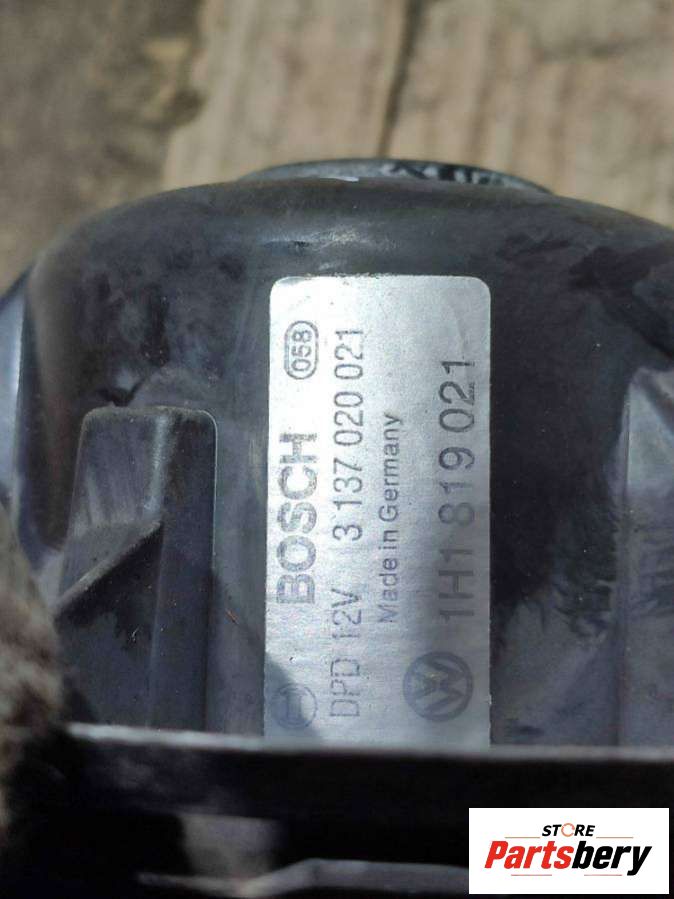 BOSCH 058
DPD 12V 3 137 020 021
Made in Germany
1H1 819 021
STORE
Partsbery